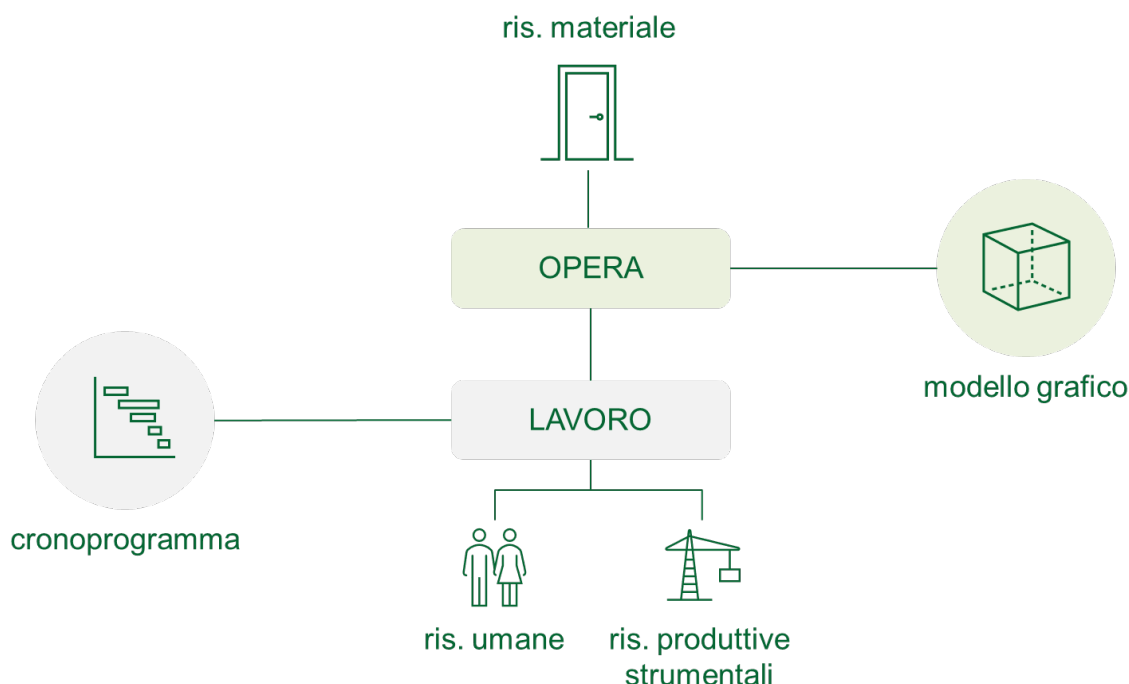 ris. materiale
OPERA
modello grafico
LAVORO
cronoprogramma
ris. umane
ris. produttive
strumentali